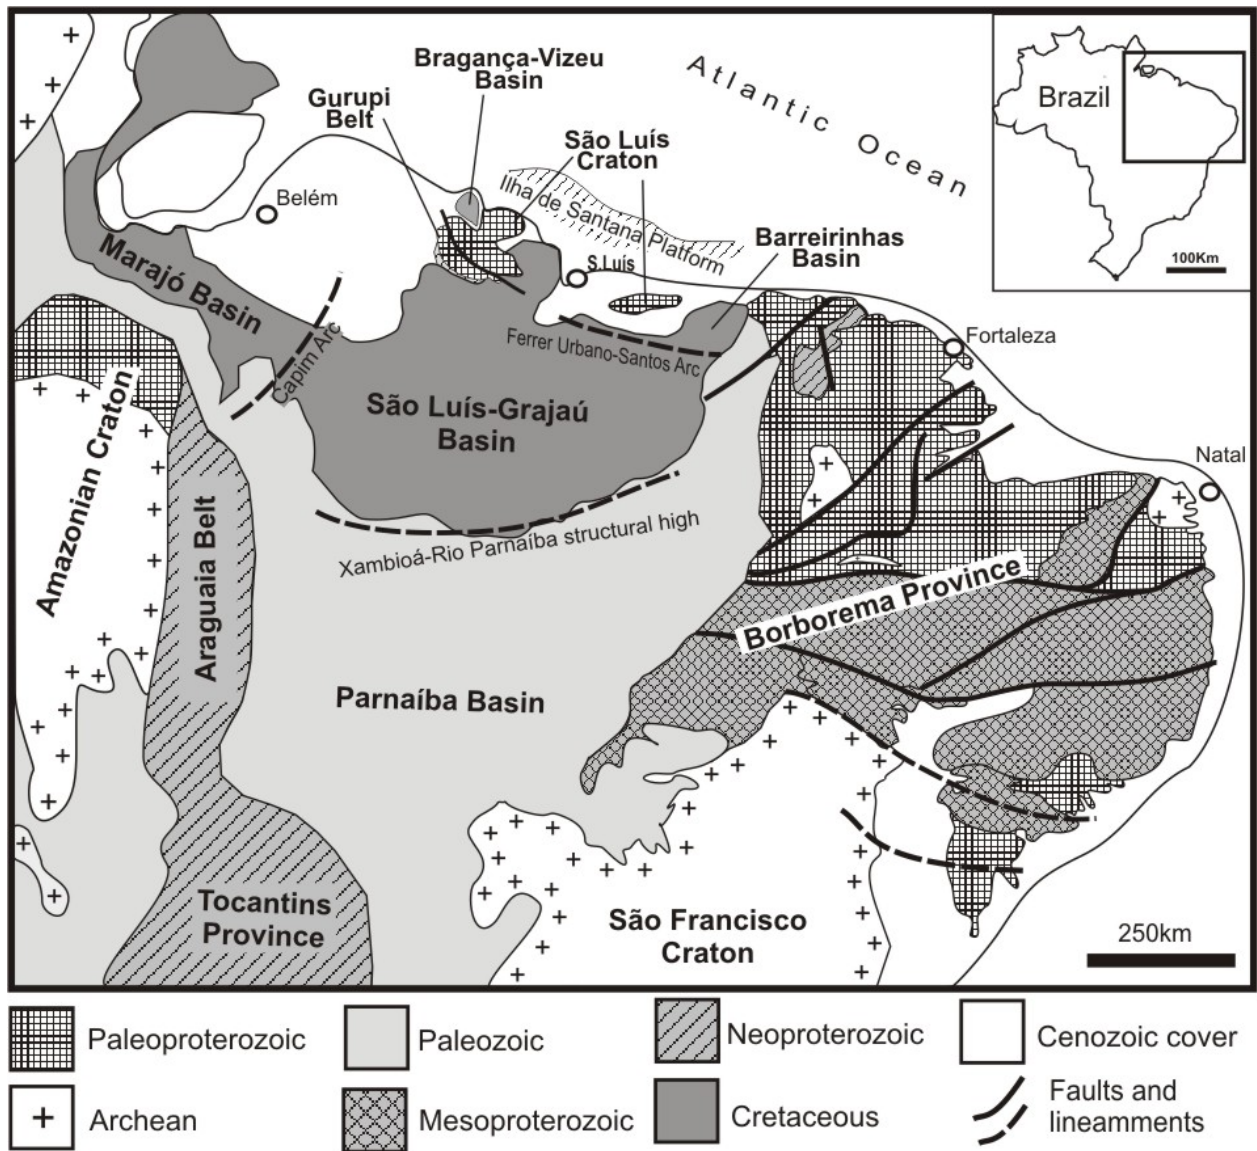 Bragança-Vizeu
Basin
Gurupi
Belt
São Luís
Craton
Atlantic Ocean
Brazil
100Km
Belém
Ilha de Santana Platform
Barreirinhas
Basin
S.Luís
Marajó Basin
Capim Arc
Ferrer Urbano-Santos Arc
Fortaleza
São Luís-Grajaú
Basin
Natal
Amazonian Craton
Araguaia Belt
Xambioá-Rio Parnaíba structural high
Borborema Province
Parnaíba Basin
Tocantins
Province
São Francisco
Craton
250km
Paleoproterozoic
Paleozoic
Neoproterozoic
Cenozoic cover
Archean
Mesoproterozoic
Cretaceous
Faults and
lineamments